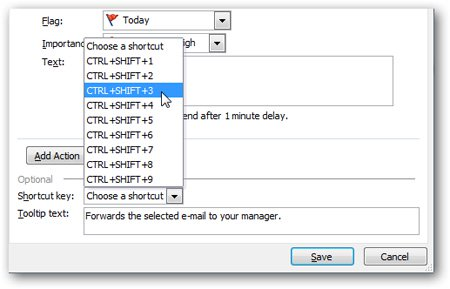 Flag:
Today
Importanc
igh
Text:
Choose a shortcut
CTRL+SHIFT+1
CTRL+SHIFT+2
CTRL+SHIFT+3
CTRL+SHIFT+4
CTRL+SHIFT+5
CTRL+SHIFT+6
CTRL+SHIFT+7
CTRL+SHIFT+8
CTRL+SHIFT+9
end after 1 minute delay.
Add Action
Optional
Shortcut key: Choose a shortcut
Tooltip text: Forwards the selected e-mail to your manager.
Save Cancel